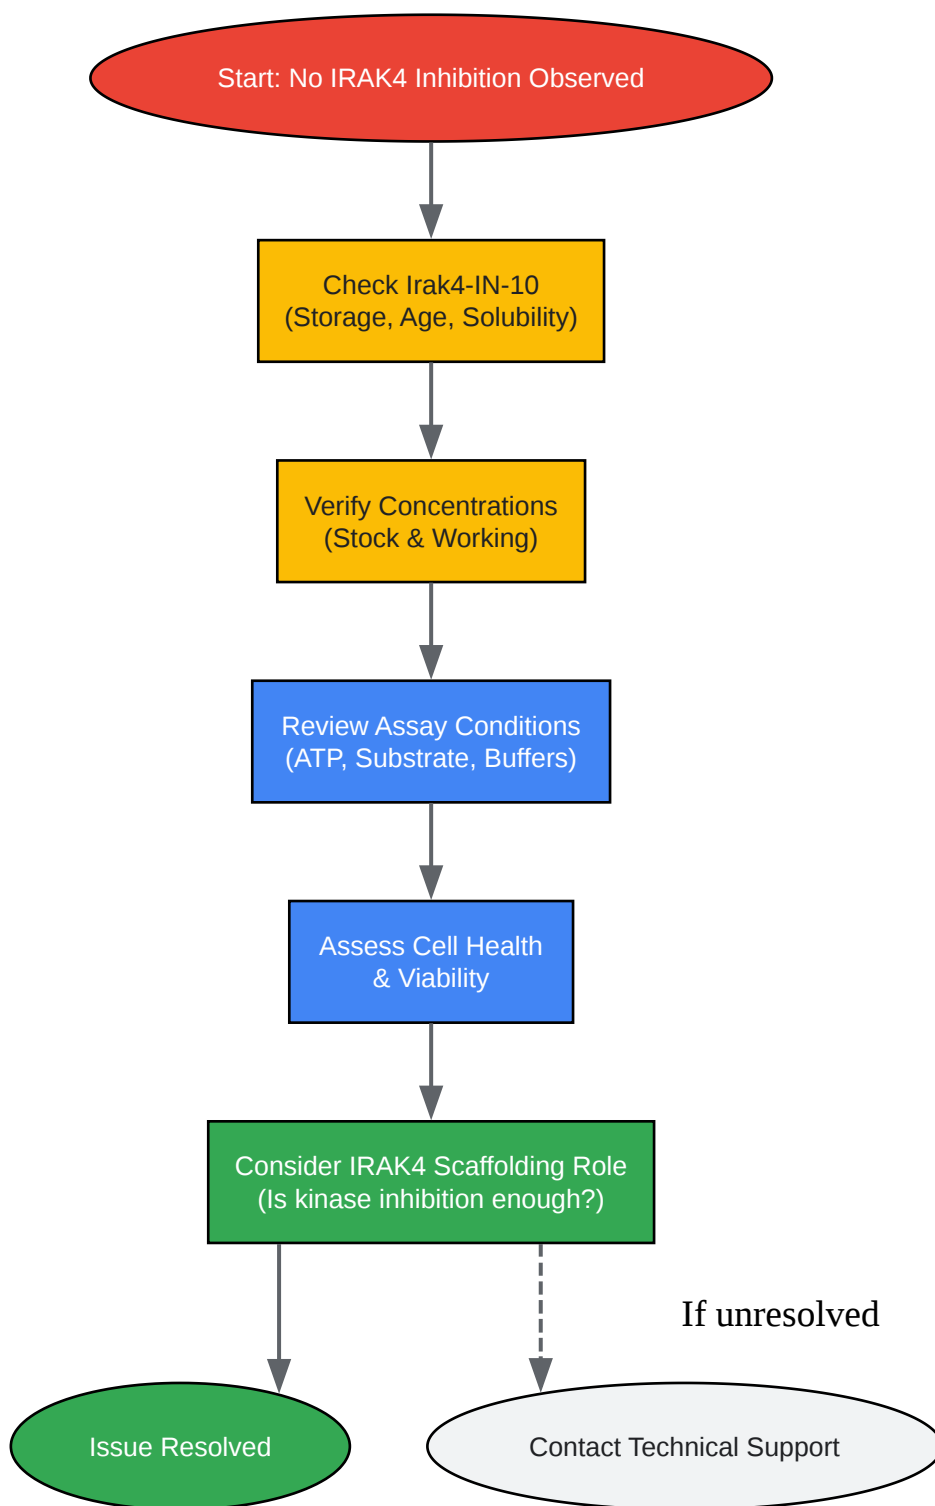 Start: No IRAK4 Inhibition Observed
Check Irak4-IN-10
(Storage, Age, Solubility)
Verify Concentrations
(Stock & Working)
Review Assay Conditions
(ATP, Substrate, Buffers)
Assess Cell Health
& Viability
Consider IRAK4 Scaffolding Role
(Is kinase inhibition enough?)
If unresolved
Issue Resolved
Contact Technical Support